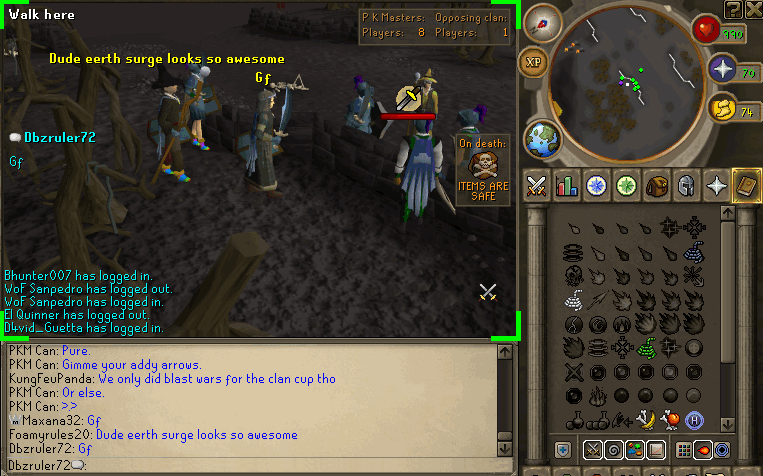 Walk here
P K Masters: Opposing clan:
Players: 8 Players: 1
Dude eerth surge looks so awesome
Gf
Dbzruler72
Gf
On death:
ITEMS ARE
SAFE
Bhunter007 has logged in.
WoF Sanpedro has logged out.
WoF Sanpedro has logged in.
El Quinner has logged out.
D4vid_Guetta has logged in.
PKM Can: Pure.
PKM Can: Gimme your addy arrows.
KungFeuPanda: We only did blast wars for the clan cup tho
PKM Can: Or else.
PKM Can: >.>
Maxana32: Gf
Foamyrules20: Dude eerth surge looks so awesome
Dbzruler72: Gf
Dbzruler72:
XP
990
70
74
?
H